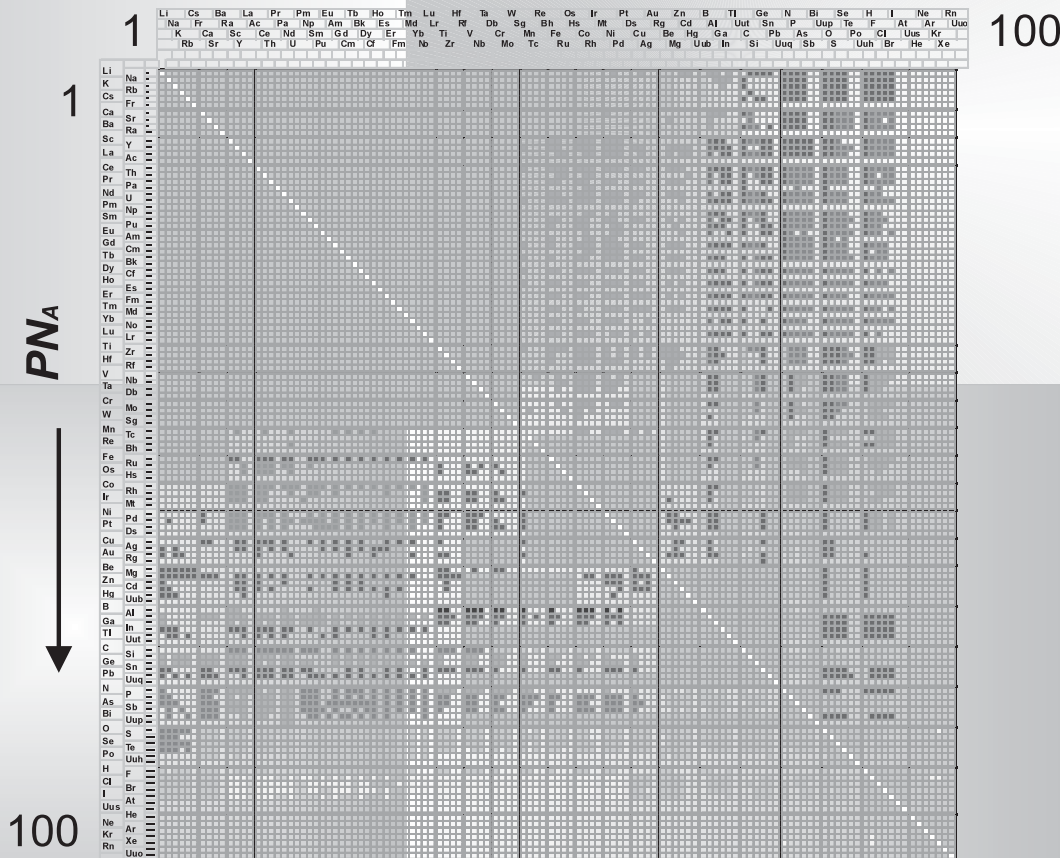 Li Cs Ba La Pr Pm Eu Tb Ho Tm Lu Hf Ta W Re Os Ir Pt Au Zn B Tl Ge N Bi Se H I Ne Rn
Na Fr Ra Ac Pa Np Am Bk Es Md Lr Rf Db Sg Bh Hs Mt Ds Rg Cd Al Uut Sn P Uup Te F At Ar Uuo
K Ca Sc Ce Nd Sm Gd Dy Er Yb Ti V Cr Mn Fe Co Ni Cu Be Hg Ga C Pb As O Po Cl Uus Kr
Rb Sr Y Th U Pu Cm Cf Fm No Zr Nb Mo Tc Ru Rh Pd Ag Mg Uub In Si Uuq Sb S Uuh Br He Xe
1
100
1
PNA
100
Li
Na
K
Rb
Cs
Fr
Ca
Sr
Ba
Ra
Sc
Y
La
Ac
Ce
Th
Pr
Pa
Nd
U
Pm
Np
Sm
Pu
Eu
Am
Gd
Cm
Tb
Bk
Dy
Cf
Ho
Es
Er
Fm
Tm
Md
Yb
No
Lu
Lr
Ti
Zr
Hf
Rf
V
Nb
Ta
Db
Cr
Mo
W
Sg
Mn
Tc
Re
Bh
Fe
Ru
Os
Hs
Co
Rh
Ir
Mt
Ni
Pd
Pt
Ds
Cu
Ag
Au
Rg
Be
Mg
Zn
Cd
Hg
Uub
B
Al
Ga
In
Tl
Uut
C
Si
Ge
Sn
Pb
Uuq
N
P
As
Sb
Bi
Uup
O
S
Se
Te
Po
Uuh
H
F
Cl
Br
I
At
Uus
He
Ne
Ar
Kr
Xe
Rn
Uuo